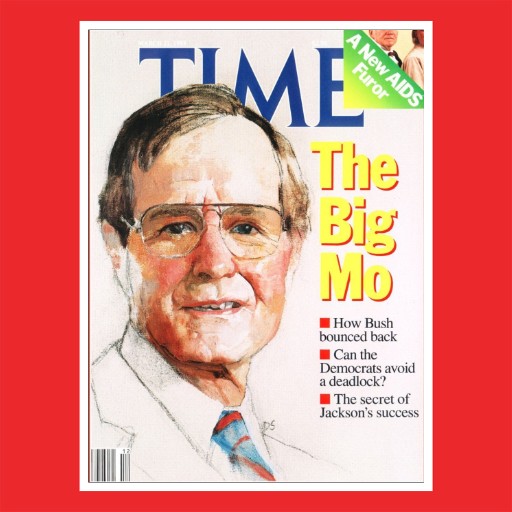 TIME
A New AIDS
Furor
The
Big
Mo
How Bush
bounced back
Can the
Democrats avoid
a deadlock?
The secret of
Jackson's success
DS
12